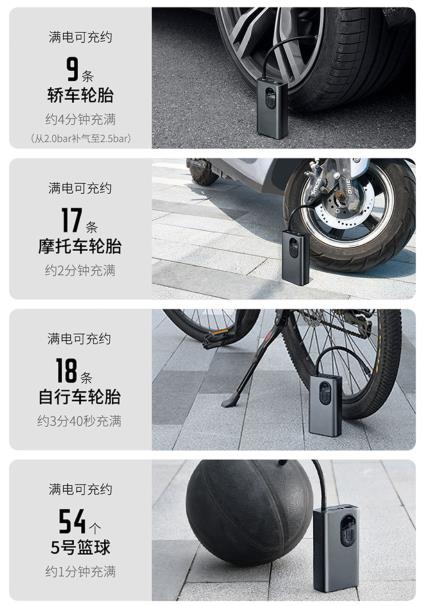 满电可充约
9条
轿车轮胎
约4分钟充满
（从2.0bar补气至2.5bar）
满电可充约
17条
摩托车轮胎
约2分钟充满
满电可充约
18条
自行车轮胎
约3分40秒充满
满电可充约
54个
5号篮球
约1分钟充满